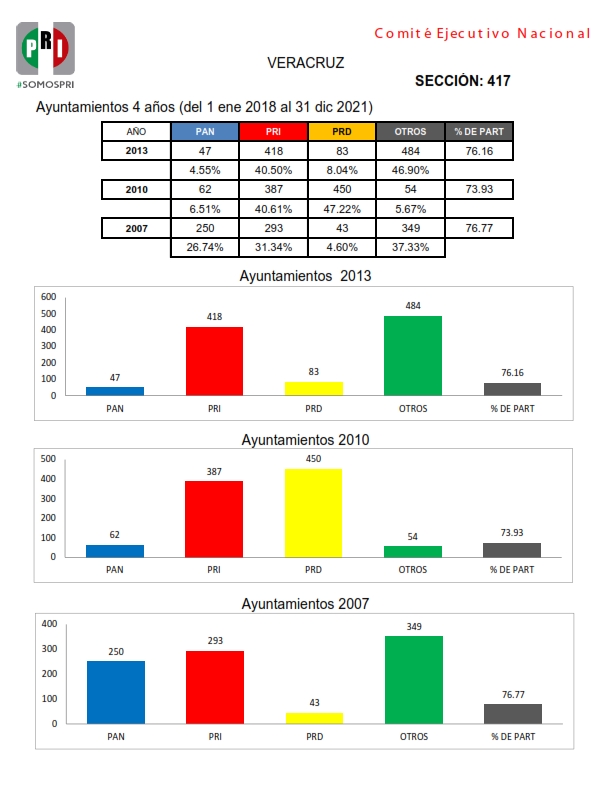 Comité Ejecutivo Nacional
PRI
#SOMOSPRI
VERACRUZ
SECCIÓN: 417
Ayuntamientos 4 años (del 1 ene 2018 al 31 dic 2021)
AÑO PAN PRI PRD OTROS % DE PART
2013 47 418 83 484 76.16
4.55% 40.50% 8.04% 46.90%
2010 62 387 450 54 73.93
6.51% 40.61% 47.22% 5.67%
2007 250 293 43 349 76.77
26.74% 31.34% 4.60% 37.33%
Ayuntamientos 2013
600
500
400
300
200
100
0
47 418 83 484 76.16
PAN PRI PRD OTROS % DE PART
Ayuntamientos 2010
500
400
300
200
100
0
62 387 450 54 73.93
PAN PRI PRD OTROS % DE PART
Ayuntamientos 2007
400
300
200
100
0
250 293 43 349 76.77
PAN PRI PRD OTROS % DE PART